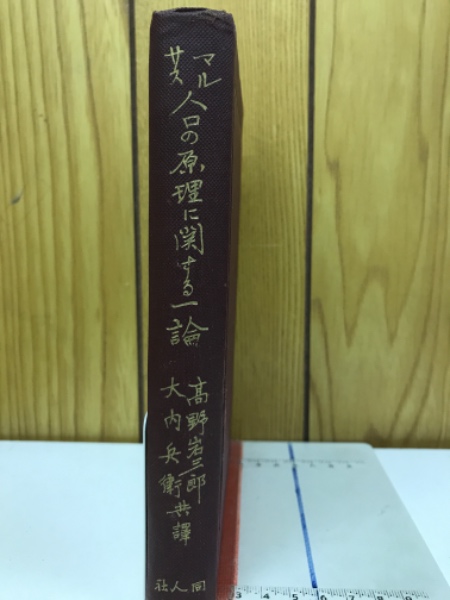 マル
サス
人口の原理に関する一論
高野岩三郎
大内兵衛共譯
同人社